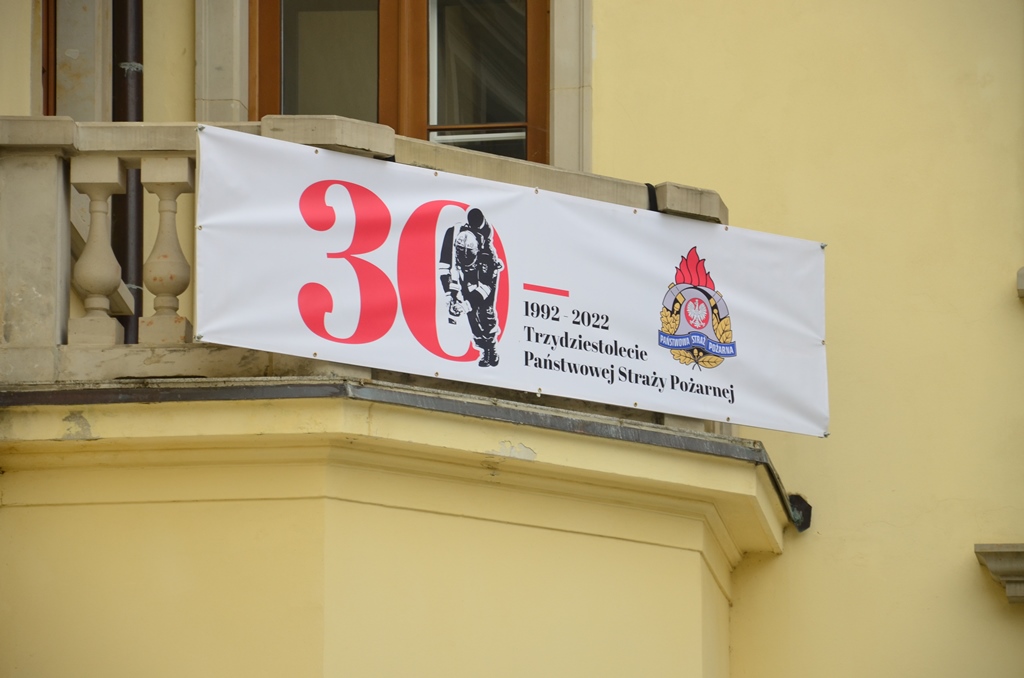 30
1992 - 2022
Trzydziestolecie
Państwowej Straży Pożarnej
PAŃSTWOWA STRAŻ POŻARNA